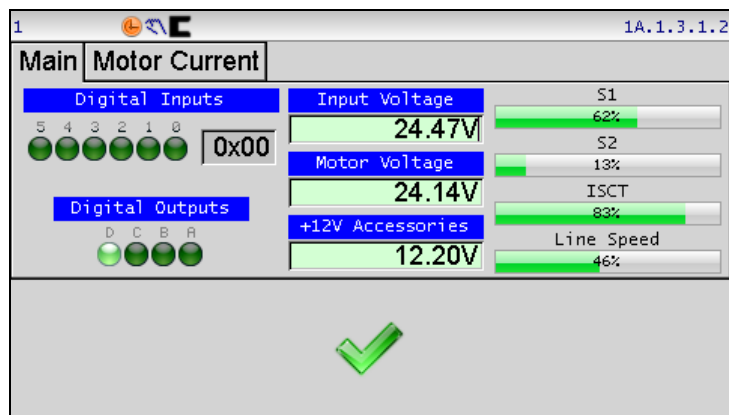 1 1A.1.3.1.2
Main Motor Current
Digital Inputs
5 4 3 2 1 0
0x00
Digital Outputs
D C B A
Input Voltage
24.47V
Motor Voltage
24.14V
+12V Accessories
12.20V
S1
62%
S2
13%
ISCT
83%
Line Speed
46%